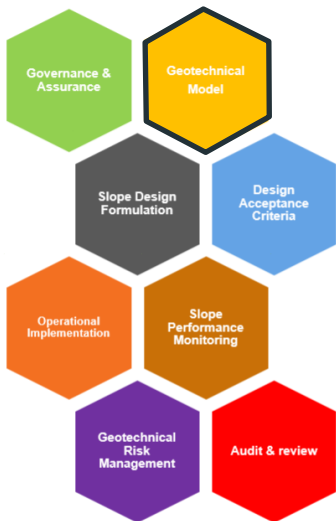 Governance &
Assurance
Geotechnical
Model
Slope Design
Formulation
Design
Acceptance
Criteria
Operational
Implementation
Slope
Performance
Monitoring
Geotechnical
Risk
Management
Audit & review